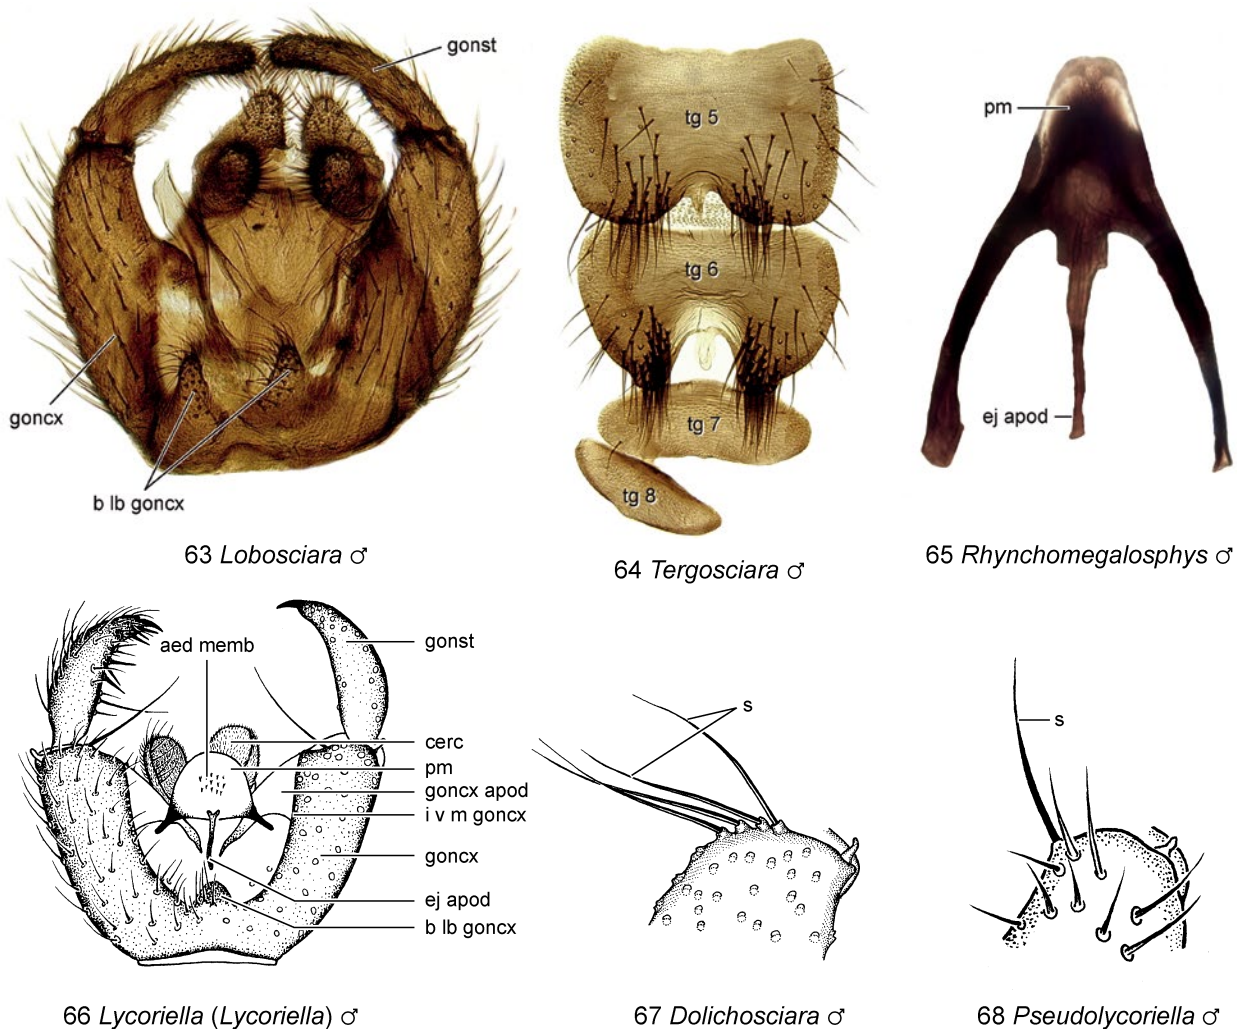 gonst
goncx
b lb goncx
63 Lobosciara ♂
tg 5
tg 6
tg 7
tg 8
64 Tergosciara ♂
pm
ej apod
65 Rhynchomegalosphys ♂
aed memb
gonst
cerc
pm
goncx apod
i v m goncx
goncx
ej apod
b lb goncx
66 Lycoriella (Lycoriella) ♂
s
67 Dolichosciara ♂
s
68 Pseudolycoriella ♂